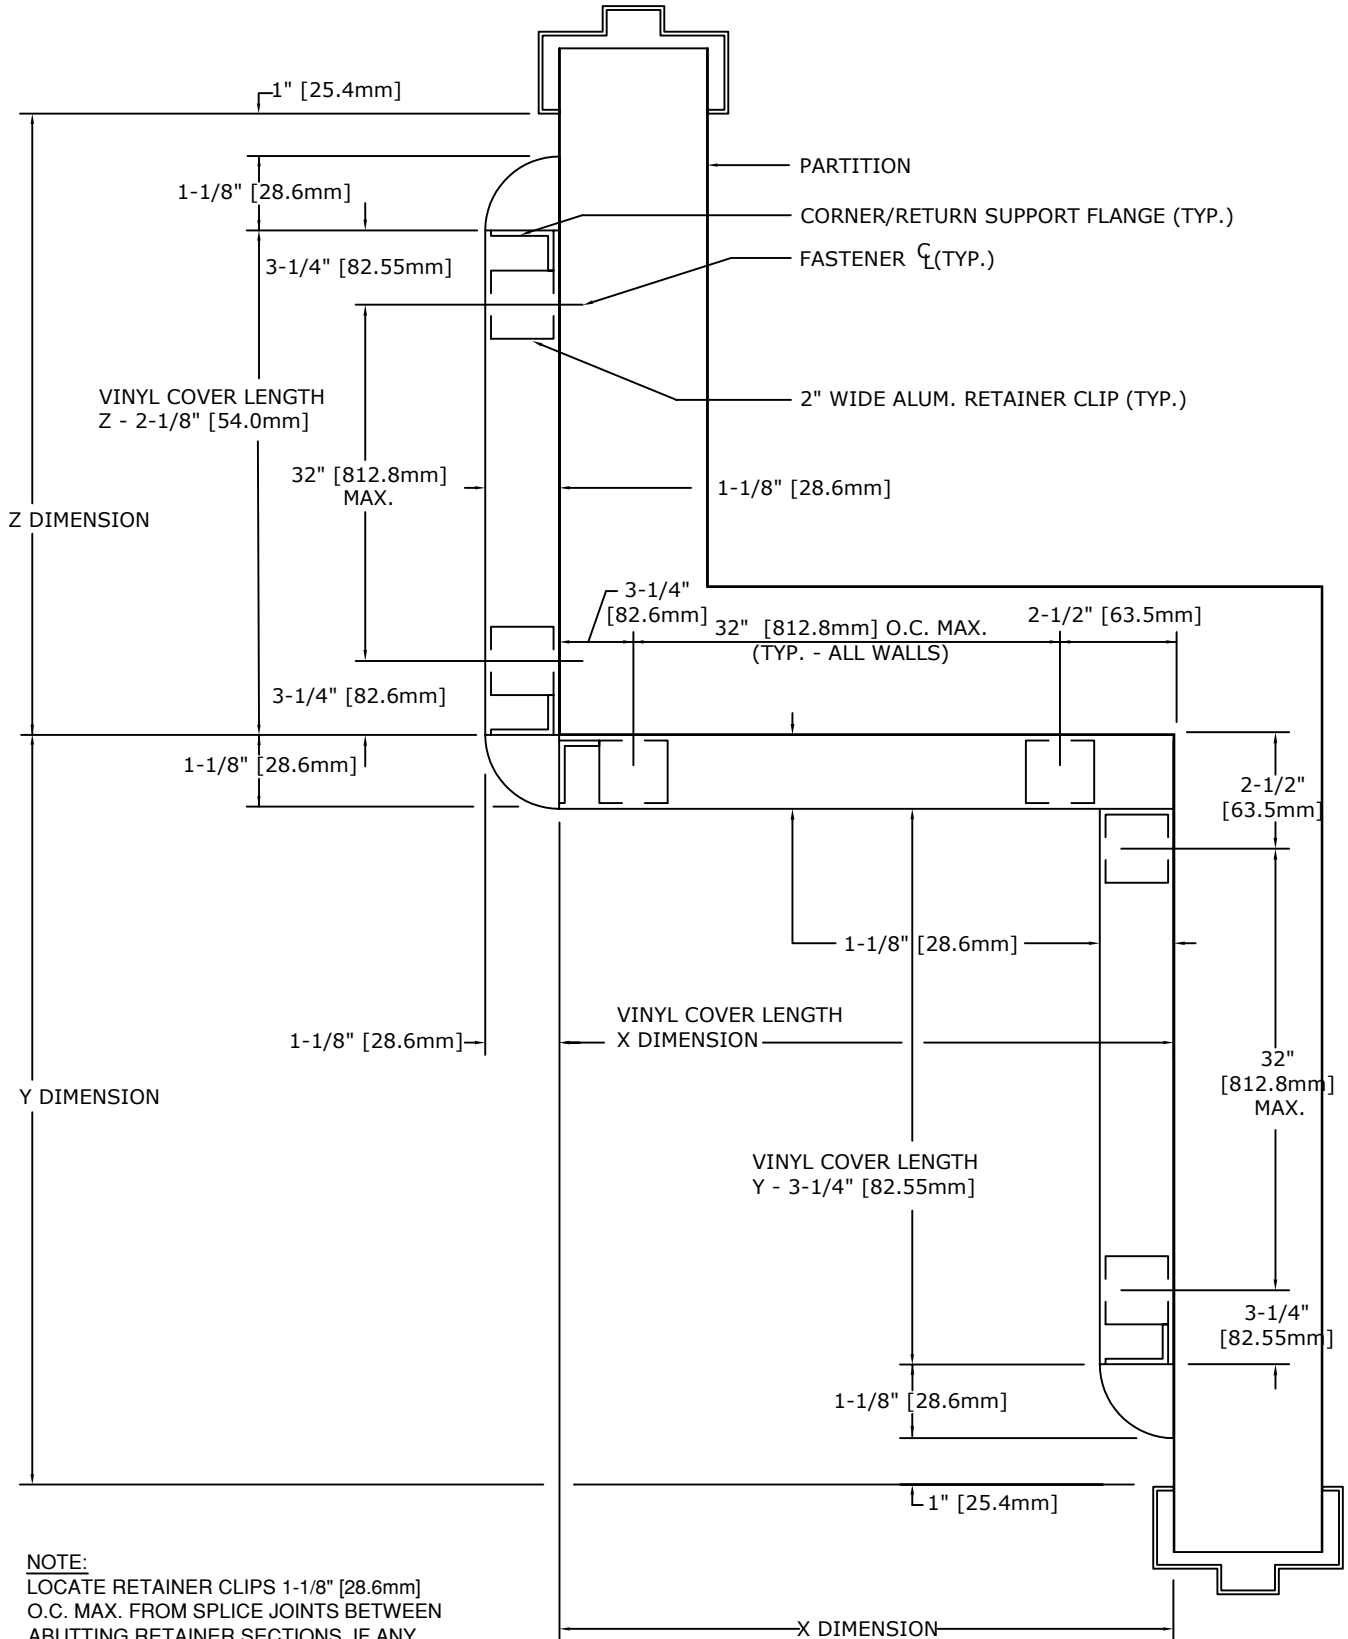 1" [25.4mm]
PARTITION
1-1/8" [28.6mm]
CORNER/RETURN SUPPORT FLANGE (TYP.)
3-1/4" [82.55mm]
FASTENER CL (TYP.)
VINYL COVER LENGTH
Z - 2-1/8" [54.0mm]
2" WIDE ALUM. RETAINER CLIP (TYP.)
32" [812.8mm]
MAX.
1-1/8" [28.6mm]
Z DIMENSION
3-1/4"
[82.6mm]
32" [812.8mm] O.C. MAX.
(TYP. - ALL WALLS)
2-1/2" [63.5mm]
3-1/4" [82.6mm]
1-1/8" [28.6mm]
2-1/2"
[63.5mm]
1-1/8" [28.6mm]
VINYL COVER LENGTH
X DIMENSION
1-1/8" [28.6mm]
32"
[812.8mm]
MAX.
Y DIMENSION
VINYL COVER LENGTH
Y - 3-1/4" [82.55mm]
3-1/4"
[82.55mm]
1-1/8" [28.6mm]
1" [25.4mm]
NOTE:
LOCATE RETAINER CLIPS 1-1/8" [28.6mm]
O.C. MAX. FROM SPLICE JOINTS BETWEEN
ABUTTING RETAINER SECTIONS, IF ANY
X DIMENSION